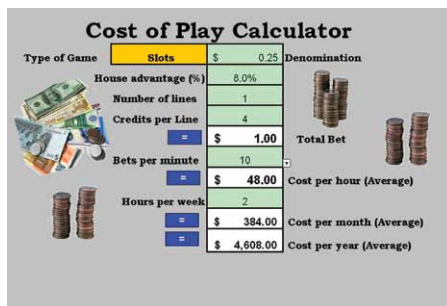 Cost of Play Calculator
Type of Game Slots $ 0.25 Denomination
House advantage (%) 8.0%
Number of lines 1
Credits per Line 4
= $ 1.00 Total Bet
Bets per minute 10
= $ 48.00 Cost per hour (Average)
Hours per week 2
= $ 384.00 Cost per month (Average)
= $ 4,608.00 Cost per year (Average)